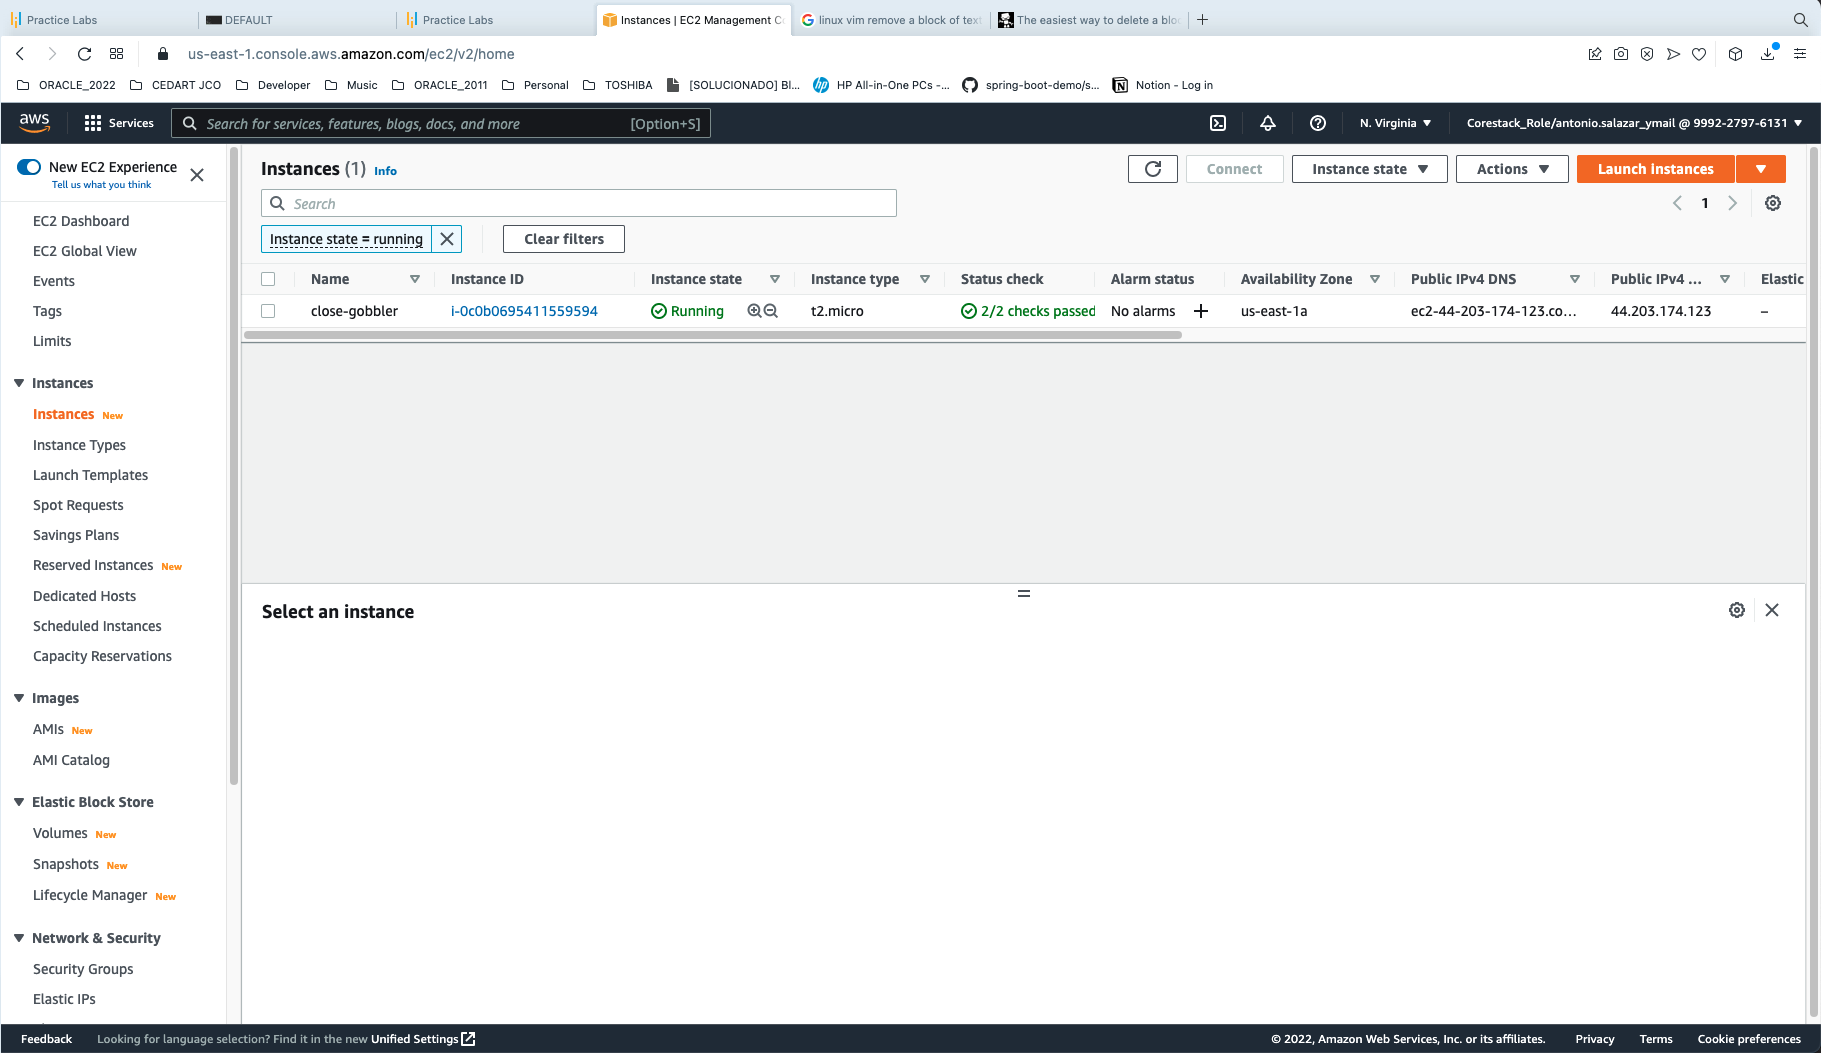 Practice Labs
DEFAULT
Practice Labs
Instances | EC2 Management Co
linux vim remove a block of text
The easiest way to delete a bloc
us-east-1.console.aws.amazon.com/ec2/v2/home
ORACLE_2022
CEDART JCO
Developer
Music
ORACLE_2011
Personal
TOSHIBA
[SOLUCIONADO] Bl...
hp
HP All-in-One PCs -...
spring-boot-demo/s...
Notion - Log in
aws
Services
Search for services, features, blogs, docs, and more
[Option+S]
N. Virginia
Corestack_Role/antonio.salazar_ymail @ 9992-2797-6131
New EC2 Experience
Tell us what you think
EC2 Dashboard
EC2 Global View
Events
Tags
Limits
Instances
Instances New
Instance Types
Launch Templates
Spot Requests
Savings Plans
Reserved Instances New
Dedicated Hosts
Scheduled Instances
Capacity Reservations
Images
AMIs New
AMI Catalog
Elastic Block Store
Volumes New
Snapshots New
Lifecycle Manager New
Network & Security
Security Groups
Elastic IPs
Instances (1) Info
Connect
Instance state
Actions
Launch instances
Search
1
Instance state = running
Clear filters
Name
Instance ID
Instance state
Instance type
Status check
Alarm status
Availability Zone
Public IPv4 DNS
Public IPv4 ...
Elastic
close-gobbler
i-0c0b0695411559594
Running
t2.micro
2/2 checks passed
No alarms
us-east-1a
ec2-44-203-174-123.co...
44.203.174.123
–
Select an instance
Feedback
Looking for language selection? Find it in the new Unified Settings
© 2022, Amazon Web Services, Inc. or its affiliates.
Privacy
Terms
Cookie preferences